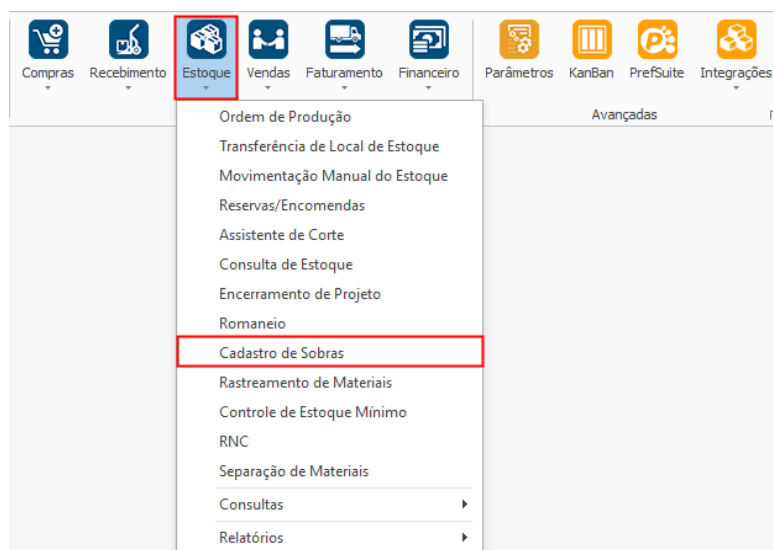 Compras Recebimento Estoque Vendas Faturamento Financeiro Parâmetros KanBan PrefSuite Integrações
Avançadas
Ordem de Produção
Transferência de Local de Estoque
Movimentação Manual do Estoque
Reservas/Encomendas
Assistente de Corte
Consulta de Estoque
Encerramento de Projeto
Romaneio
Cadastro de Sobras
Rastreamento de Materiais
Controle de Estoque Mínimo
RNC
Separação de Materiais
Consultas
Relatórios